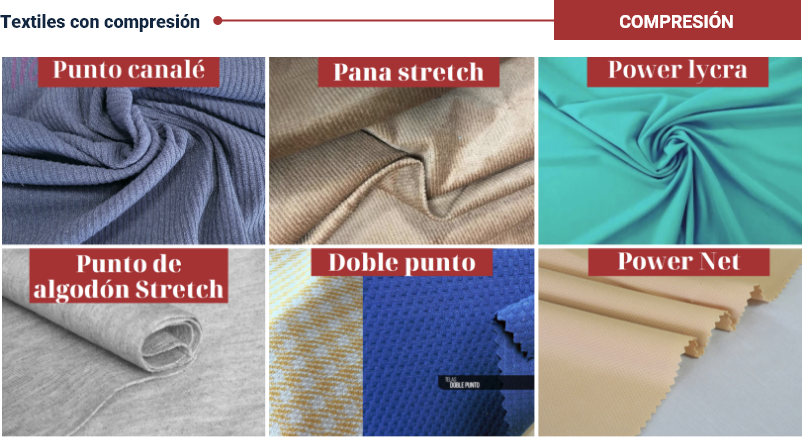 Textiles con compresión
COMPRESIÓN
Punto canalé
Pana stretch
Power lycra
Punto de
algodón Stretch
Doble punto
Power Net
TELAS
DOBLE PUNTO